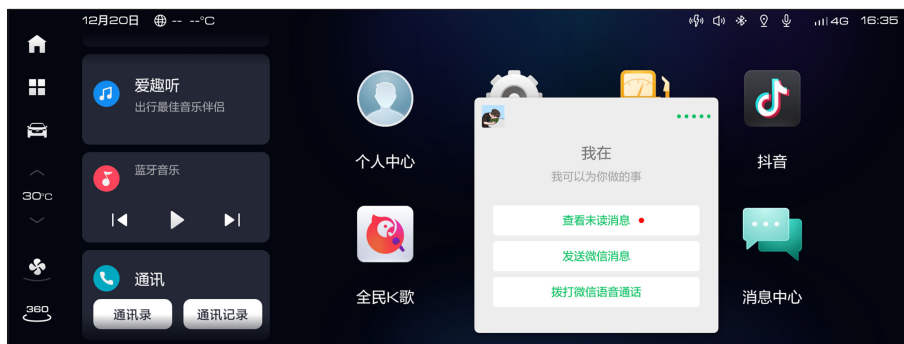 12月20日 -- --°C
4G 16:35
爱趣听
出行最佳音乐伴侣
蓝牙音乐
通讯
通讯录 通讯记录
30°C
360
个人中心
抖音
全民K歌
消息中心
我在
我可以为你做的事
查看未读消息
发送微信消息
拨打微信语音通话